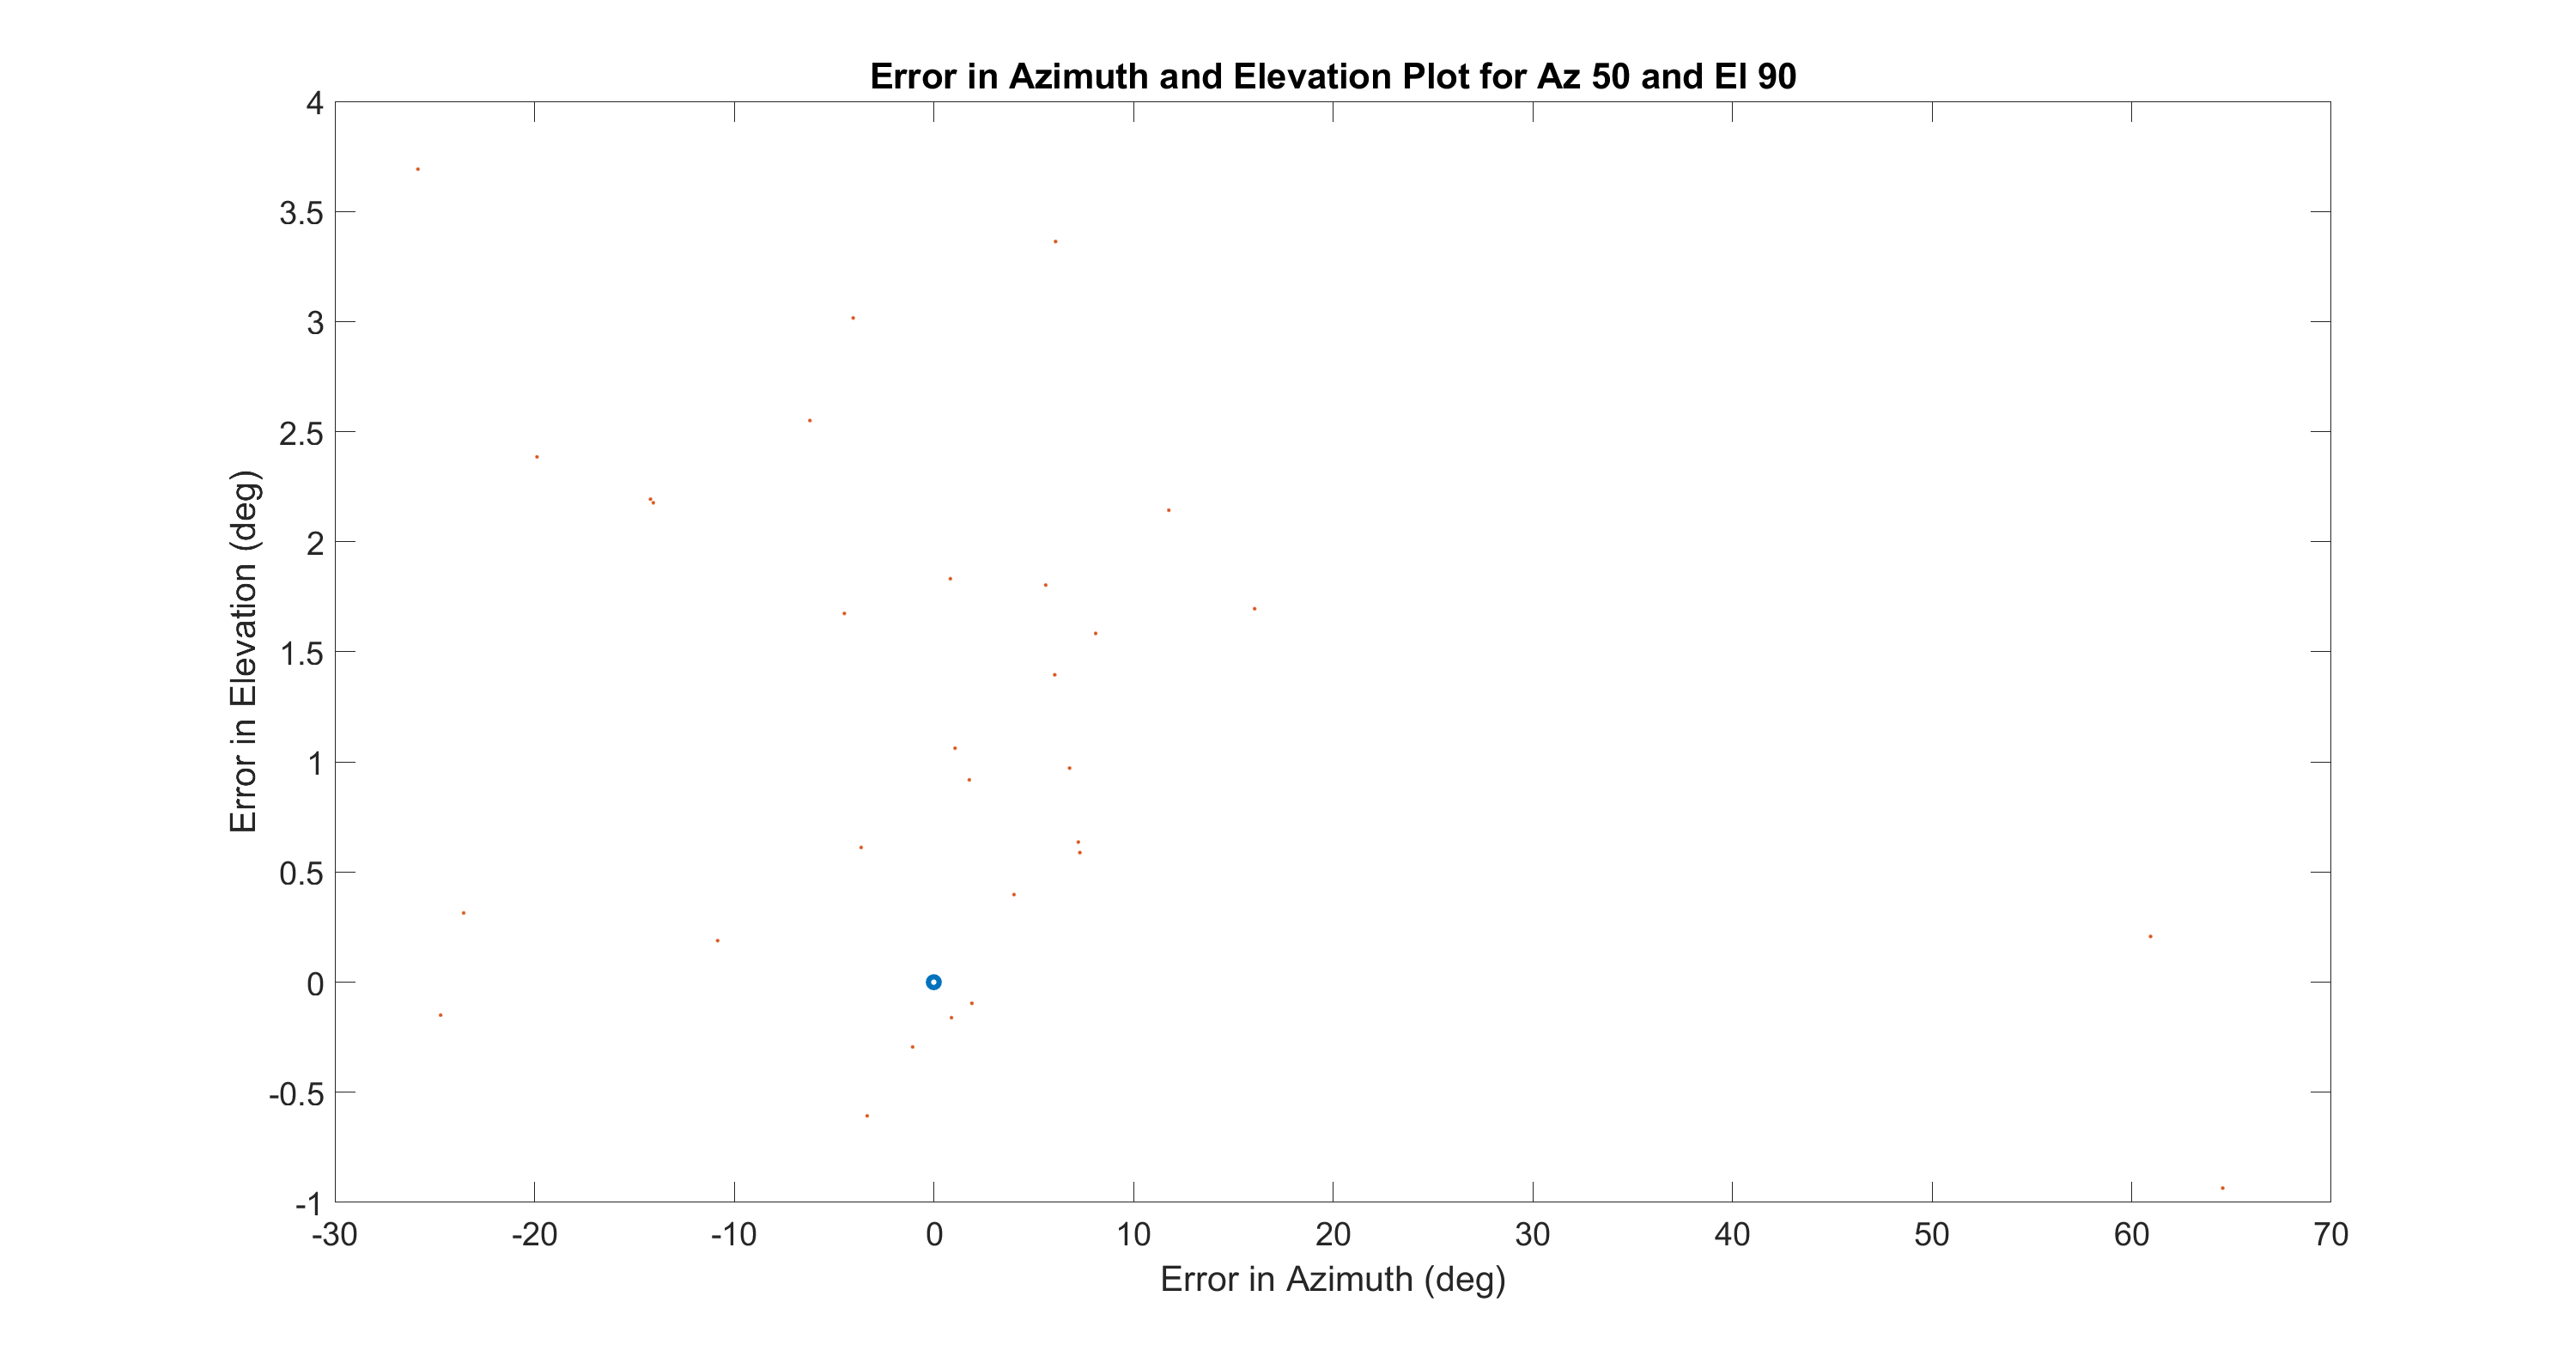 Error in Azimuth and Elevation Plot for Az 50 and El 90
4
3.5
3
2.5
2
1.5
1
0.5
0
-0.5
-1
Error in Elevation (deg)
-30 -20 -10 0 10 20 30 40 50 60 70
Error in Azimuth (deg)